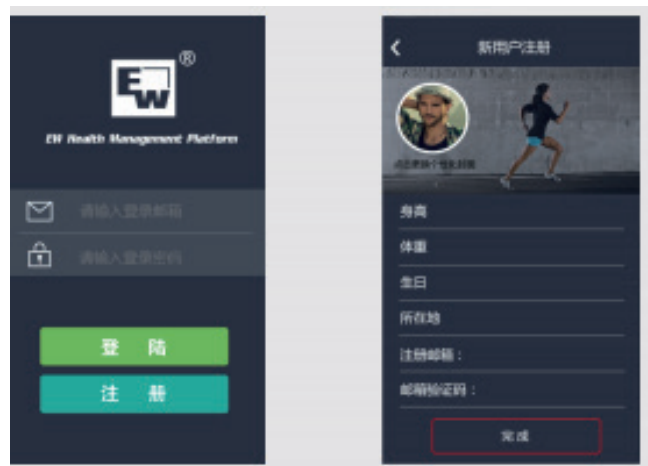 EW
®
EW Health Management Platform
请输入登录邮箱
请输入登录密码
登 陆
注 册
新用户注册
身高
体重
生日
所在地
注册邮箱：
邮箱验证码：
完成